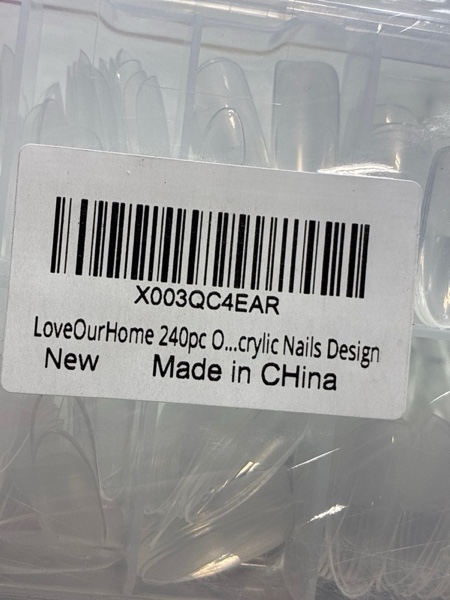 X003QC4EAR
LoveOurHome 240pc O...crylic Nails Design
New Made in CHina